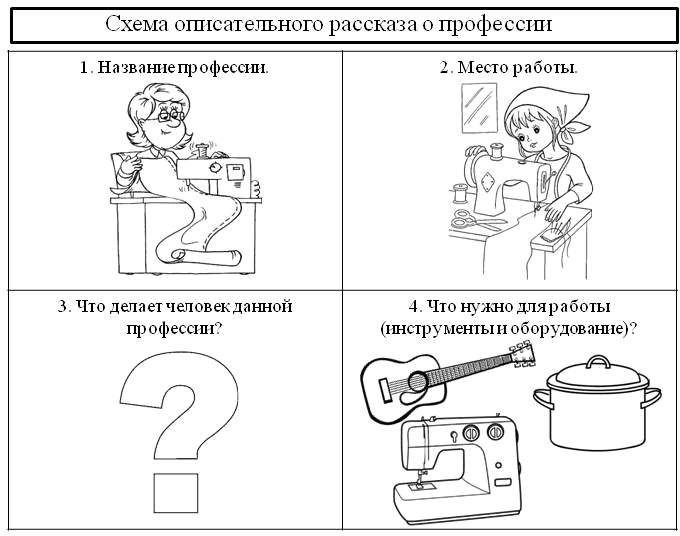 Схема описательного рассказа о профессии
1. Название профессии.
2. Место работы.
3. Что делает человек данной
профессии?
4. Что нужно для работы
(инструменты и оборудование)?
?